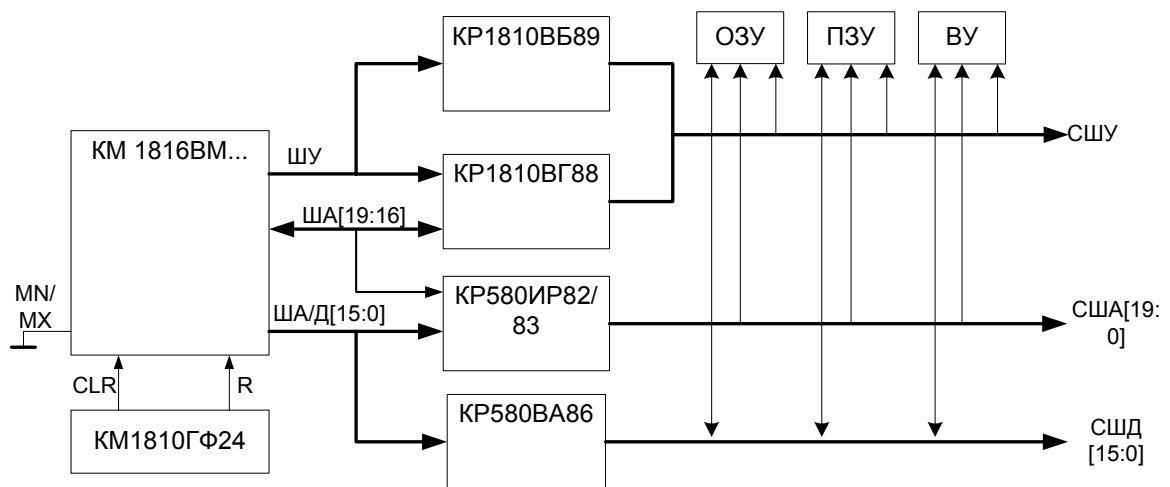 КР1810ВБ89
ОЗУ
ПЗУ
ВУ
КМ 1816ВМ...
ШУ
КР1810ВГ88
СШУ
ША[19:16]
MN/
MX
ША/Д[15:0]
КР580ИР82/
83
США[19:
0]
CLR
R
КМ1810ГФ24
КР580ВА86
СШД
[15:0]